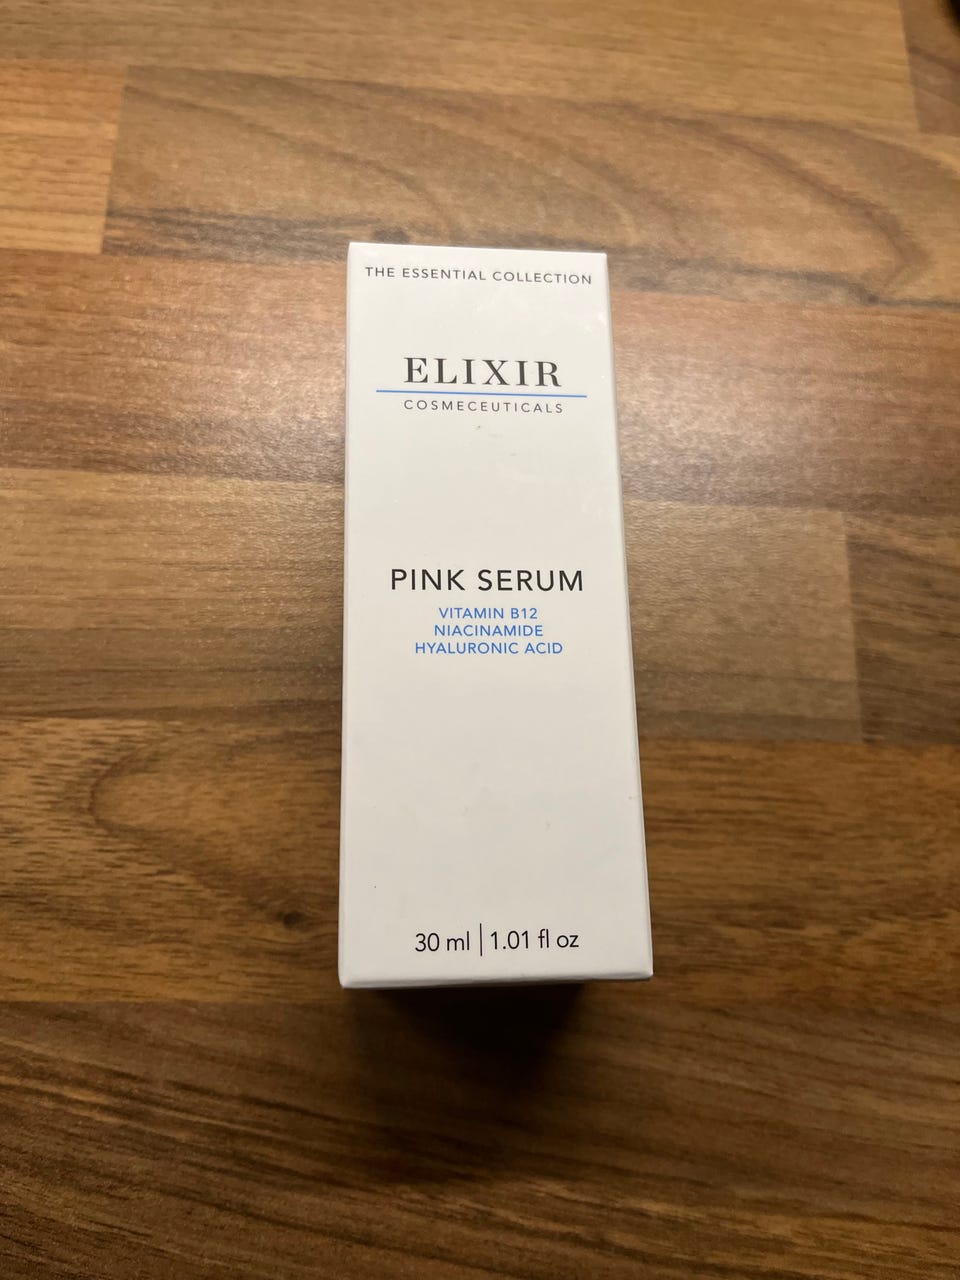 THE ESSENTIAL COLLECTION
ELIXIR
COSMECEUTICALS
PINK SERUM
VITAMIN B12
NIACINAMIDE
HYALURONIC ACID
30 ml | 1.01 fl oz